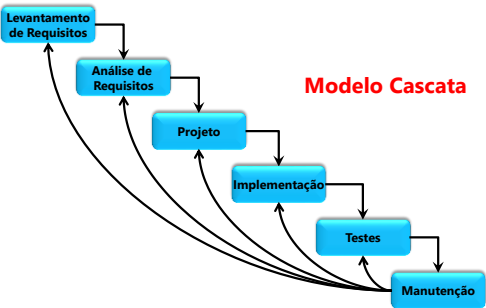 Levantamento
de Requisitos
Análise de
Requisitos
Modelo Cascata
Projeto
Implementação
Testes
Manutenção